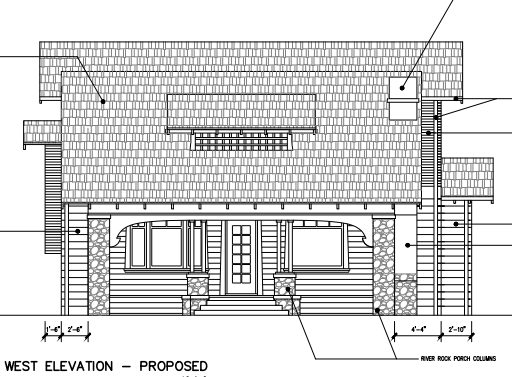 1'-6" 2'-6" 4'-4" 2'-10"
RIVER ROCK PORCH COLUMNS
WEST ELEVATION – PROPOSED